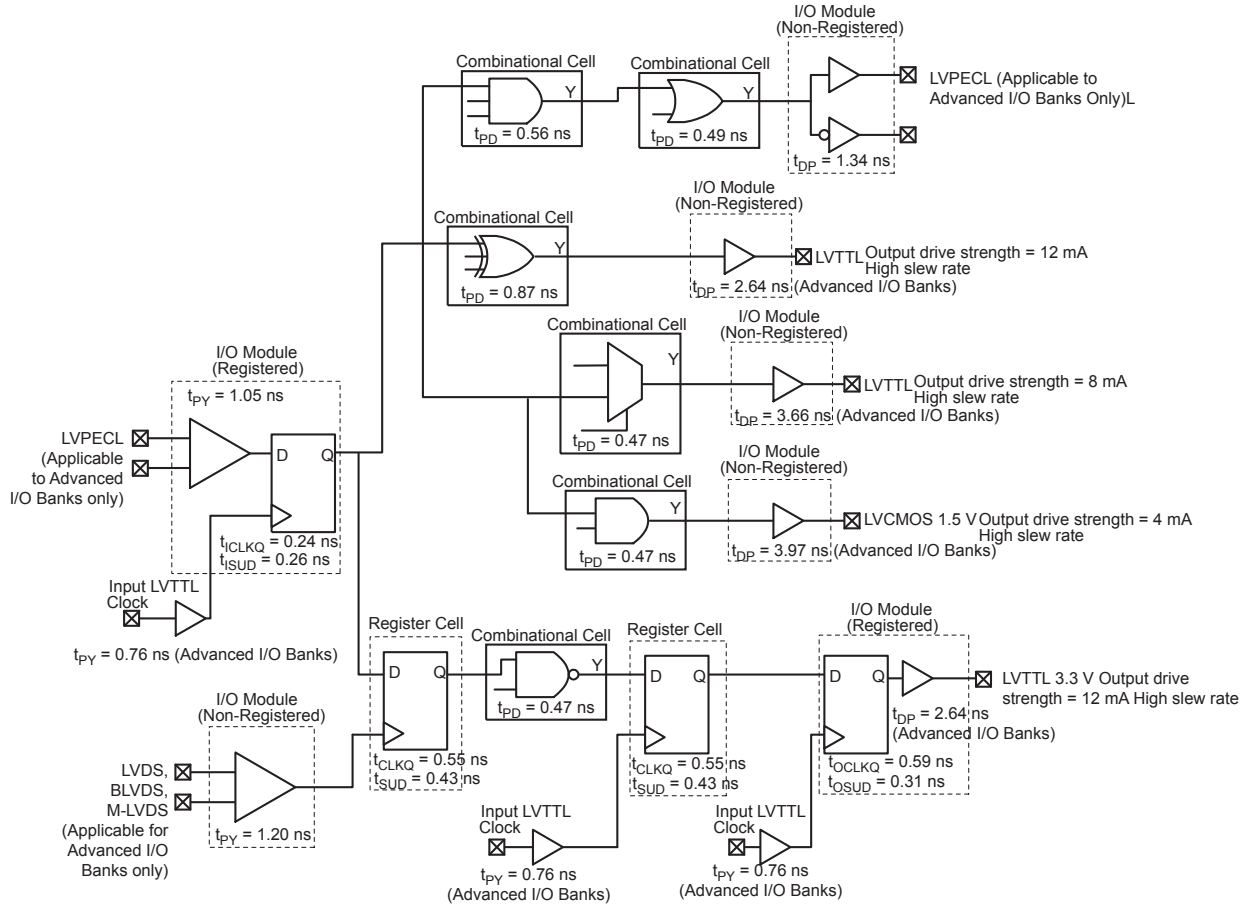 I/O Module
(Non-Registered)
Combinational Cell
Y
tPD = 0.56 ns
Combinational Cell
Y
tPD = 0.49 ns
tDP = 1.34 ns
LVPECL (Applicable to
Advanced I/O Banks Only)L
I/O Module
(Non-Registered)
Combinational Cell
Y
tPD = 0.87 ns
tDP = 2.64 ns
LVTTL Output drive strength = 12 mA
High slew rate
(Advanced I/O Banks)
Combinational Cell
Y
tPD = 0.47 ns
I/O Module
(Non-Registered)
tDP = 3.66 ns
LVTTL Output drive strength = 8 mA
High slew rate
(Advanced I/O Banks)
I/O Module
(Registered)
tPY = 1.05 ns
LVPECL
(Applicable
to Advanced
I/O Banks only)
D
Q
tICLKQ = 0.24 ns
tISUD = 0.26 ns
Input LVTTL
Clock
tPY = 0.76 ns (Advanced I/O Banks)
Combinational Cell
Y
tPD = 0.47 ns
I/O Module
(Non-Registered)
tDP = 3.97 ns
LVCMOS 1.5 V Output drive strength = 4 mA
High slew rate
(Advanced I/O Banks)
I/O Module
(Non-Registered)
LVDS,
BLVDS,
M-LVDS
(Applicable for
Advanced I/O
Banks only)
tPY = 1.20 ns
Register Cell
D
Q
tCLKQ = 0.55 ns
tSUD = 0.43 ns
Combinational Cell
Y
tPD = 0.47 ns
Register Cell
D
Q
tCLKQ = 0.55 ns
tSUD = 0.43 ns
Input LVTTL
Clock
tPY = 0.76 ns
(Advanced I/O Banks)
I/O Module
(Registered)
D
Q
tDP = 2.64 ns
(Advanced I/O Banks)
tOCLKQ = 0.59 ns
tOSUD = 0.31 ns
LVTTL 3.3 V Output drive
strength = 12 mA High slew rate
Input LVTTL
Clock
tPY = 0.76 ns
(Advanced I/O Banks)